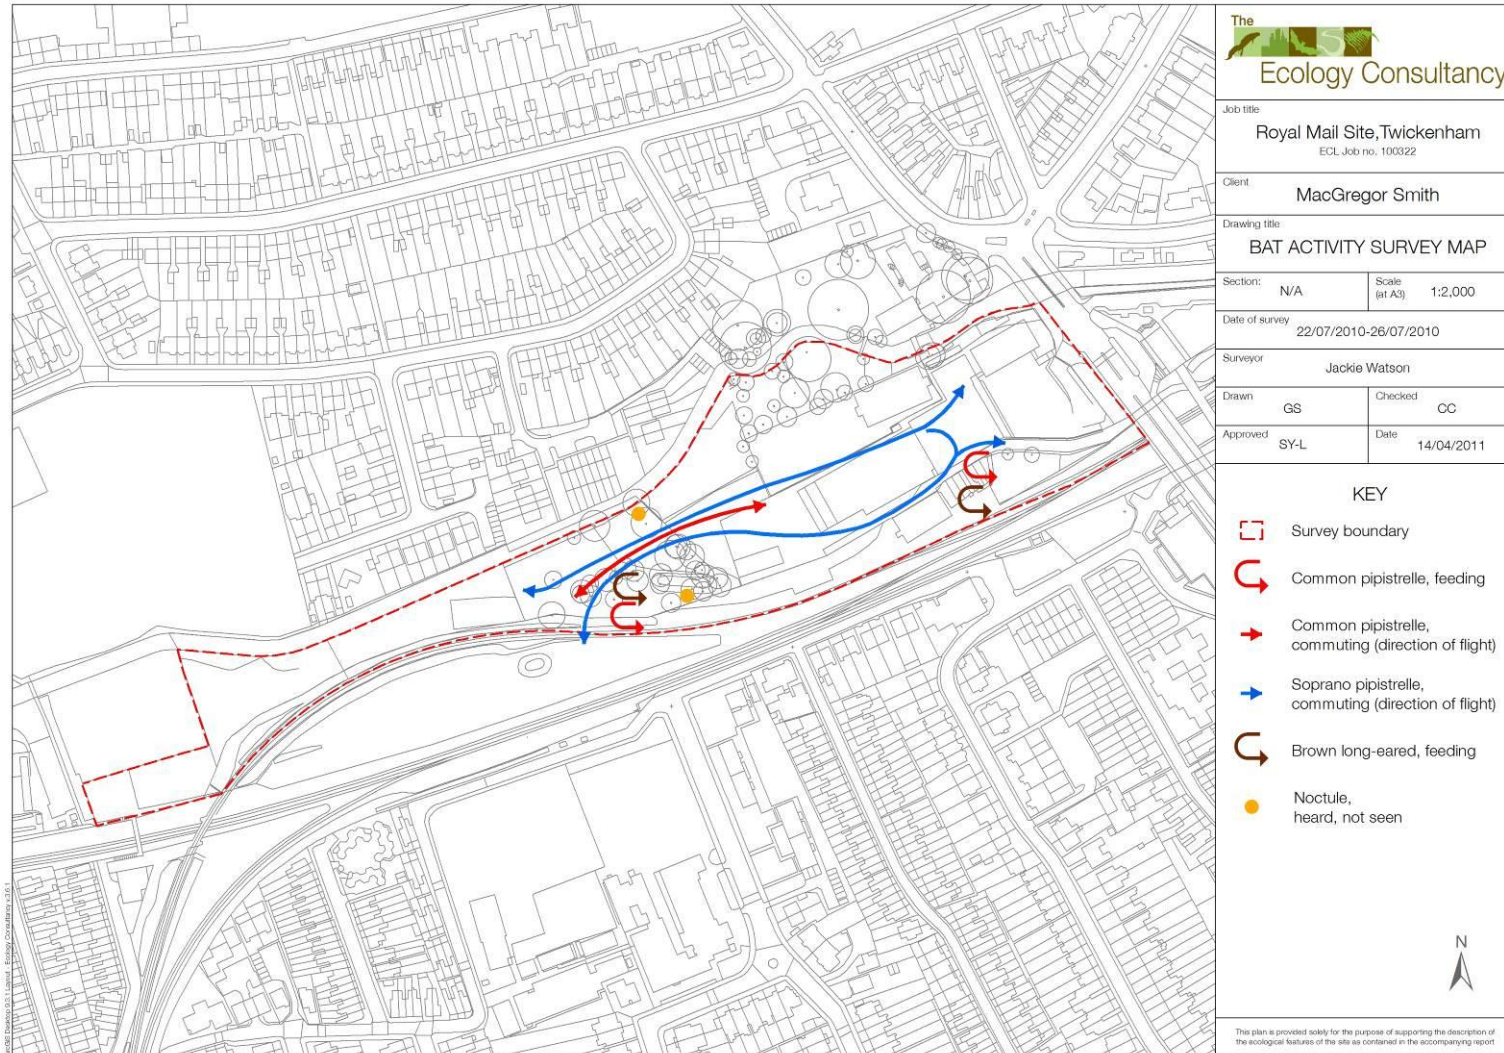 The
Ecology Consultancy
Job title
Royal Mail Site,Twickenham
ECL Job no. 100322
Client
MacGregor Smith
Drawing title
BAT ACTIVITY SURVEY MAP
Section: N/A
Scale (at A3) 1:2,000
Date of survey
22/07/2010-26/07/2010
Surveyor
Jackie Watson
Drawn GS
Checked CC
Approved SY-L
Date 14/04/2011
KEY
Survey boundary
Common pipistrelle, feeding
Common pipistrelle,
commuting (direction of flight)
Soprano pipistrelle,
commuting (direction of flight)
Brown long-eared, feeding
Noctule,
heard, not seen
N
This plan is provided solely for the purpose of supporting the description of
the ecological features of the site as contained in the accompanying report